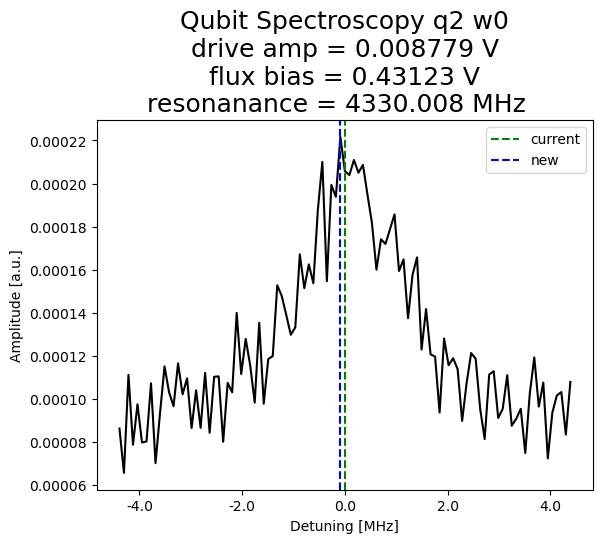 Qubit Spectroscopy q2 w0
drive amp = 0.008779 V
flux bias = 0.43123 V
resonanance = 4330.008 MHz
current
new
0.00022
0.00020
0.00018
0.00016
0.00014
0.00012
0.00010
0.00008
0.00006
Amplitude [a.u.]
-4.0
-2.0
0.0
2.0
4.0
Detuning [MHz]